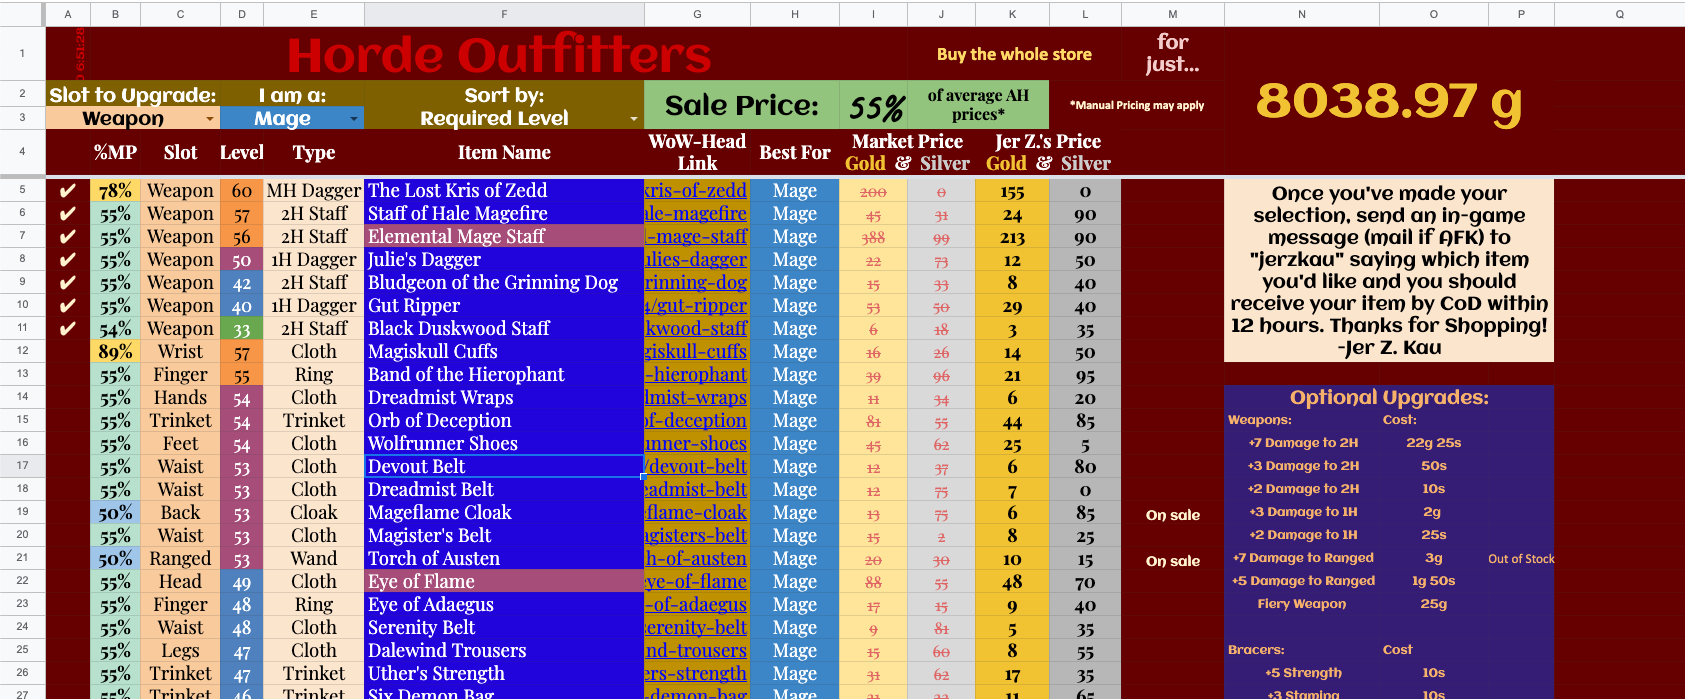 A B C D E F G H I J K L M N O P Q
1 Horde Outfitters Buy the whole store for just... 8038.97 g
2 Slot to Upgrade: I am a: Sort by: Sale Price: 55% of average AH prices* *Manual Pricing may apply
3 Weapon Mage Required Level
4 %MP Slot Level Type Item Name WoW-Head Link Best For Market Price Gold & Silver Jer Z.'s Price Gold & Silver
5 ✔ 78% Weapon 60 MH Dagger The Lost Kris of Zedd kris-of-zedd Mage 200 0 155 0
6 ✔ 55% Weapon 57 2H Staff Staff of Hale Magefire ale-magefire Mage 45 31 24 90
7 ✔ 55% Weapon 56 2H Staff Elemental Mage Staff l-mage-staff Mage 388 99 213 90
8 ✔ 55% Weapon 50 1H Dagger Julie's Dagger ulies-dagger Mage 22 73 12 50
9 ✔ 55% Weapon 42 2H Staff Bludgeon of the Grinning Dog rinning-dog Mage 15 33 8 40
10 ✔ 55% Weapon 40 1H Dagger Gut Ripper 4/gut-ripper Mage 53 50 29 40
11 ✔ 54% Weapon 33 2H Staff Black Duskwood Staff kwood-staff Mage 6 18 3 35
12 89% Wrist 57 Cloth Magiskull Cuffs giskull-cuffs Mage 16 26 14 50
13 55% Finger 55 Ring Band of the Hierophant -hierophant Mage 39 96 21 95
14 55% Hands 54 Cloth Dreadmist Wraps lmist-wraps Mage 11 34 6 20
15 55% Trinket 54 Trinket Orb of Deception of-deception Mage 81 55 44 85
16 55% Feet 54 Cloth Wolfrunner Shoes unner-shoes Mage 45 62 25 5
17 55% Waist 53 Cloth Devout Belt /devout-belt Mage 12 37 6 80
18 55% Waist 53 Cloth Dreadmist Belt eadmist-belt Mage 12 75 7 0
19 50% Back 53 Cloak Mageflame Cloak flame-cloak Mage 13 75 6 85 On sale
20 55% Waist 53 Cloth Magister's Belt agisters-belt Mage 15 2 8 25
21 50% Ranged 53 Wand Torch of Austen h-of-austen Mage 20 30 10 15 On sale
22 55% Head 49 Cloth Eye of Flame eye-of-flame Mage 88 55 48 70
23 55% Finger 48 Ring Eye of Adaegus -of-adaegus Mage 17 15 9 40
24 55% Waist 48 Cloth Serenity Belt erenity-belt Mage 9 81 5 35
25 55% Legs 47 Cloth Dalewind Trousers nd-trousers Mage 15 60 8 55
26 55% Trinket 47 Trinket Uther's Strength ers-strength Mage 31 62 17 35
27 55% Trinket 46 Trinket Six Demon Bag -demon-bag Mage 11 65
Once you've made your
selection, send an in-game
message (mail if AFK) to
"jerzkau" saying which item
you'd like and you should
receive your item by CoD within
12 hours. Thanks for Shopping!
-Jer Z. Kau
Optional Upgrades:
Weapons: Cost:
+7 Damage to 2H 22g 25s
+3 Damage to 2H 50s
+2 Damage to 2H 10s
+3 Damage to 1H 2g
+2 Damage to 1H 25s
+7 Damage to Ranged 3g Out of Stock
+5 Damage to Ranged 1g 50s
Fiery Weapon 25g
Bracers: Cost
+5 Strength 10s
+3 Stamina 10s